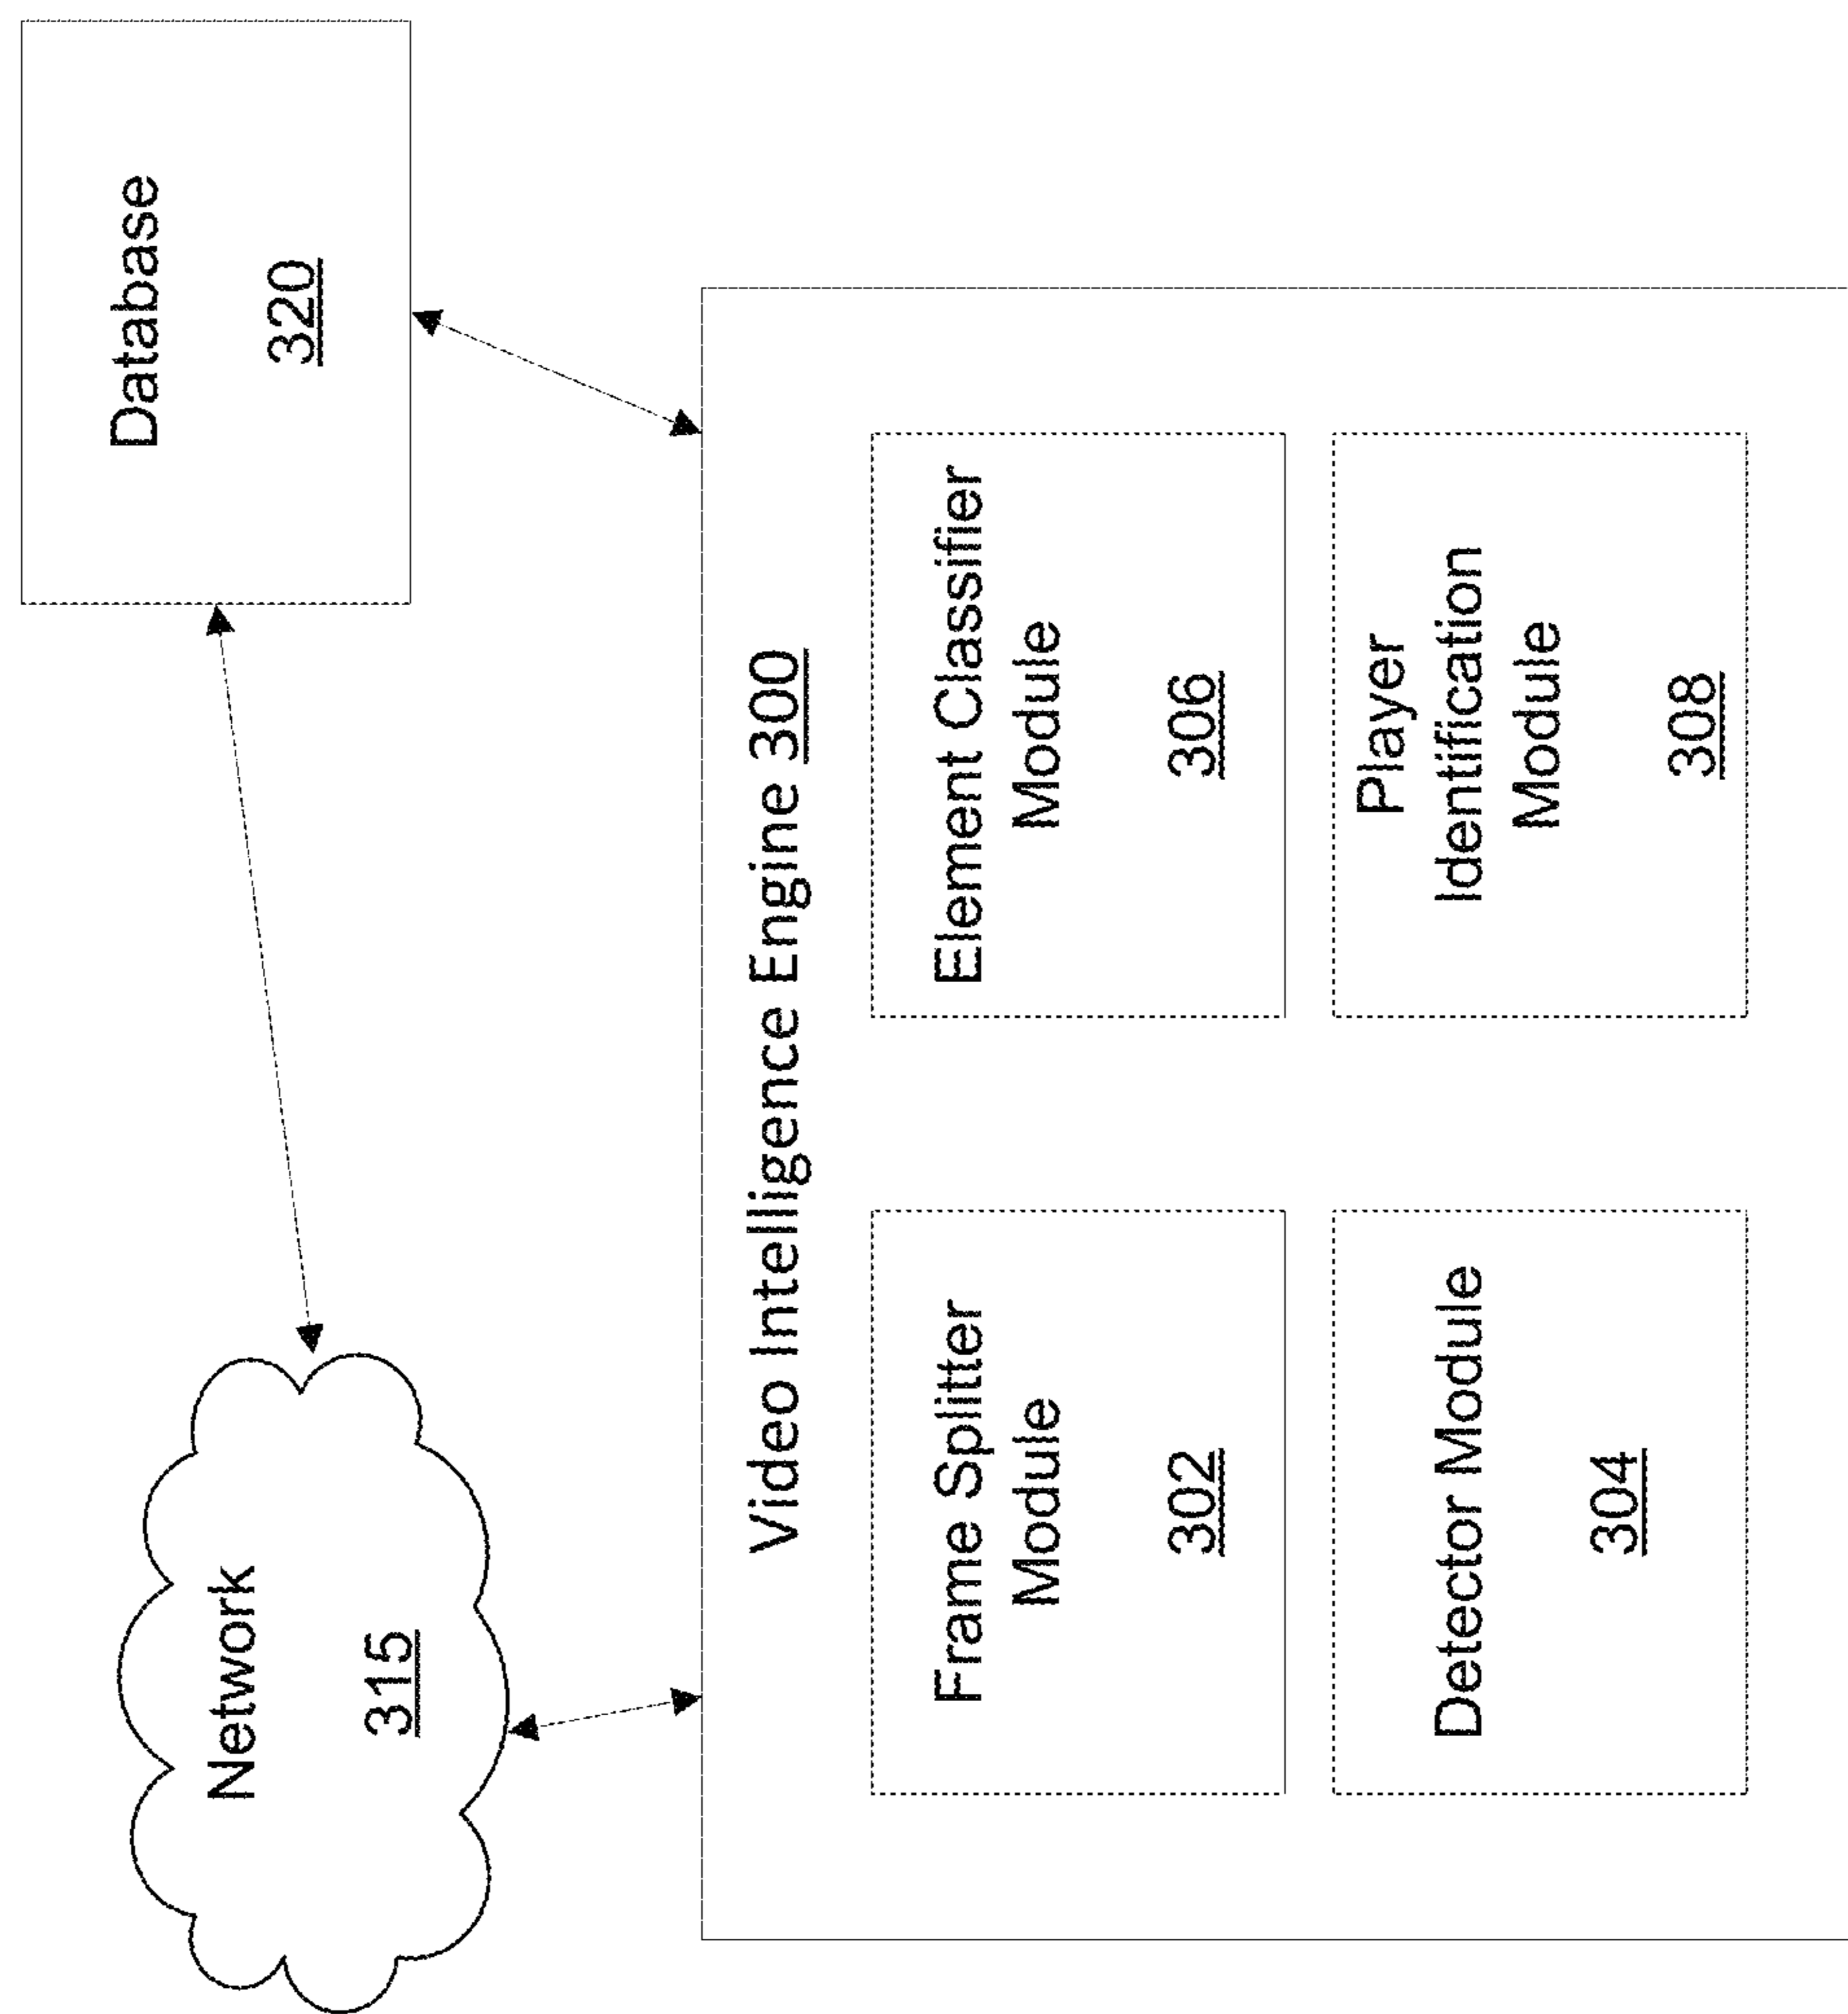 Network
315
Database
320
Video Intelligence Engine 300
Frame Splitter
Module
302
Element Classifier
Module
306
Detector Module
304
Player
Identification
Module
308